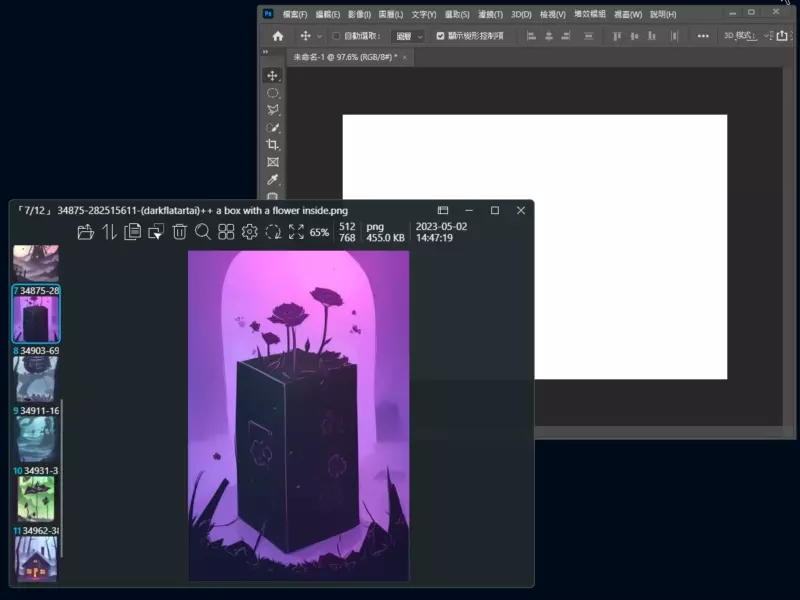 Ps 檔案(F) 編輯(E) 影像(I) 圖層(L) 文字(Y) 選取(S) 濾鏡(T) 3D(D) 檢視(V) 增效模組 視窗(W) 說明(H)
自動選取： 圖層 顯示變形控制項 3D 模式：
未命名-1 @ 97.6% (RGB/8#) * ×
「7/12」 34875-282515611-(darkflatartai)++ a box with a flower inside.png
65% 512 768 png 455.0 KB 2023-05-02 14:47:19
7 34875-28
8 34903-69
9 34911-16
10 34931-3
11 34962-38